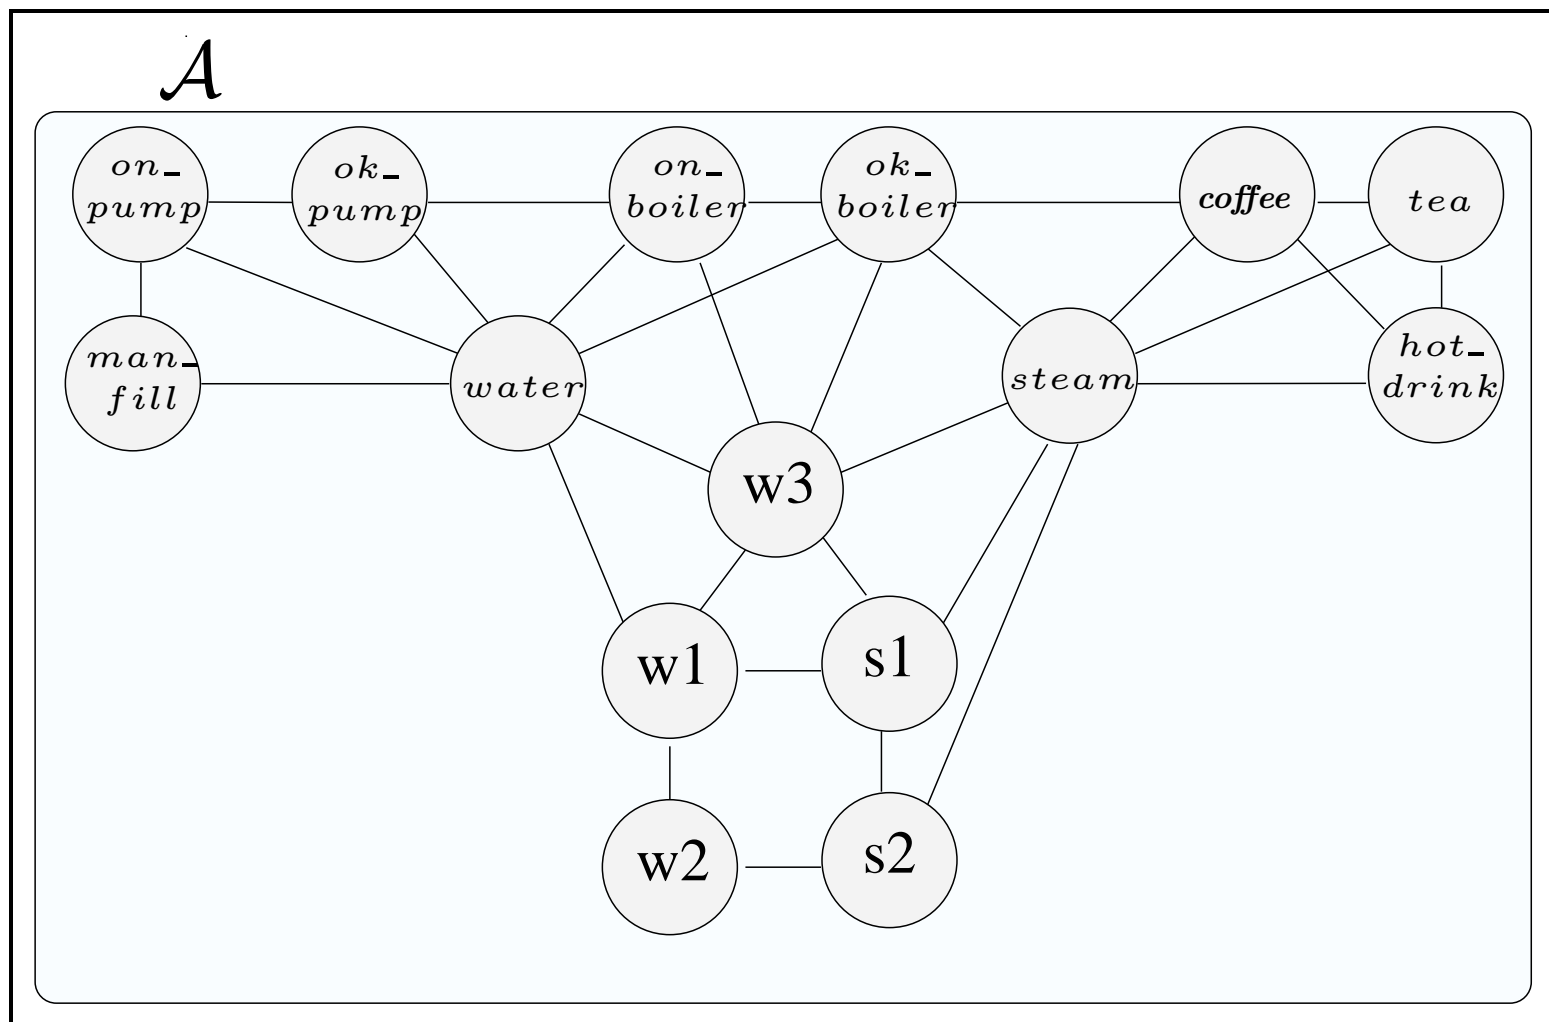 𝒜
on_
pump
ok_
pump
on_
boiler
ok_
boiler
coffee
tea
man_
fill
water
steam
hot_
drink
w3
w1
s1
w2
s2